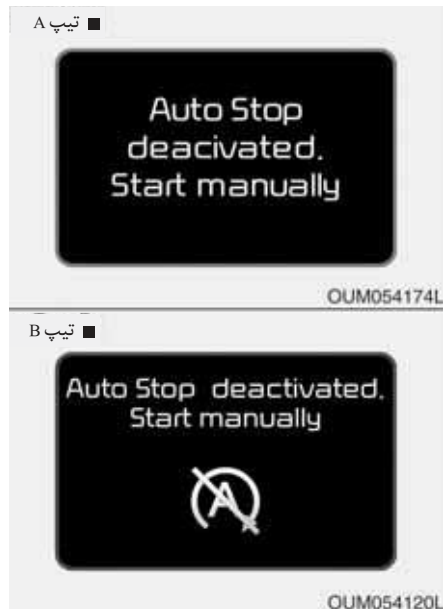 ■ تیپ A
Auto Stop
deacivated.
Start manually
OUM054174L
■ تیپ B
Auto Stop deactivated.
Start manually
A
OUM054120L